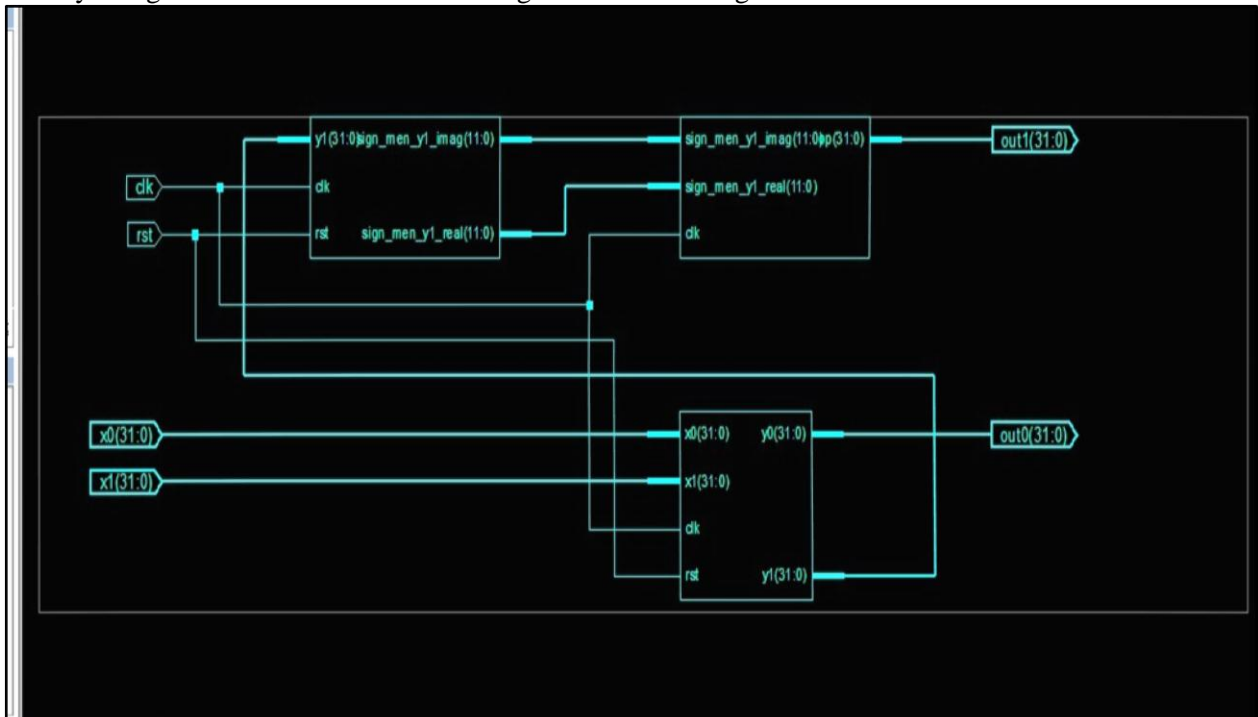 y1(31:0) sign_men_y1_imag(11:0) sign_men_y1_imag(11:0) op(31:0) out1(31:0)
clk clk sign_men_y1_real(11:0)
rst rst sign_men_y1_real(11:0) clk
x0(31:0) x0(31:0) y0(31:0) out0(31:0)
x1(31:0) x1(31:0)
clk
rst y1(31:0)